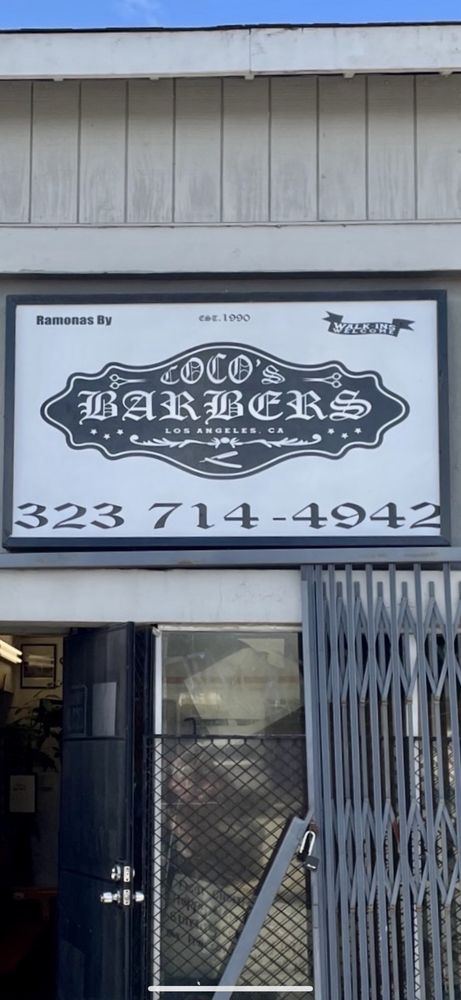 Ramonas By
EST.1990
WALK INS
WELCOME
COCO'S
BARBERS
LOS ANGELES, CA
323 714-4942